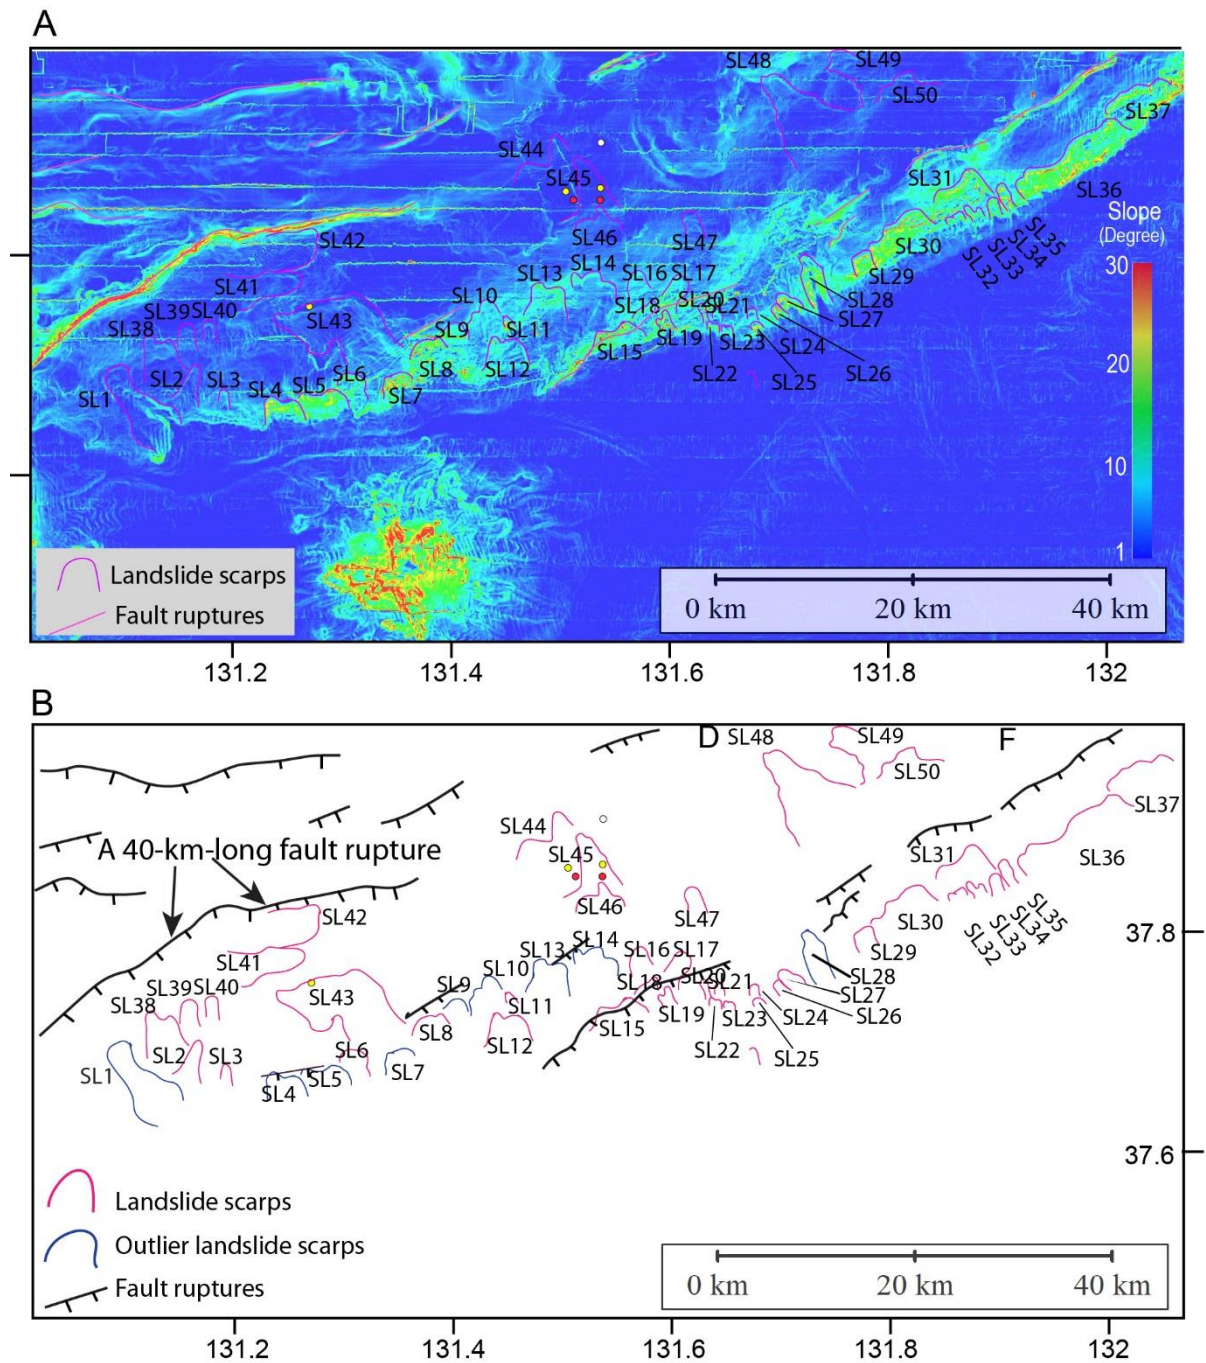 A
SL48
SL49
SL50
SL37
SL44
SL45
SL31
SL36
SL46
SL47
SL42
SL30
Slope
(Degree)
SL35
SL34
SL33
SL32
SL13
SL14
SL16
SL17
SL29
30
SL41
SL39
SL40
SL43
SL10
SL18
SL20
SL21
SL28
SL27
SL38
SL9
SL11
SL15
SL19
SL23
SL24
SL1
SL2
SL3
SL4
SL5
SL6
SL7
SL8
SL12
SL22
SL25
SL26
20
10
1
Landslide scarps
Fault ruptures
0 km 20 km 40 km
131.2 131.4 131.6 131.8 132
B
D
F
SL48
SL49
SL50
SL37
SL44
A 40-km-long fault rupture
SL45
SL31
SL36
SL46
SL47
SL42
SL30
SL35
SL34
SL33
SL32
37.8
SL13
SL14
SL16
SL17
SL29
SL41
SL39
SL40
SL43
SL9
SL10
SL18
SL20
SL21
SL28
SL27
SL38
SL11
SL8
SL15
SL19
SL23
SL24
SL26
SL1
SL2
SL3
SL6
SL12
SL22
SL25
SL4
SL5
SL7
37.6
Landslide scarps
Outlier landslide scarps
Fault ruptures
0 km 20 km 40 km
131.2 131.4 131.6 131.8 132